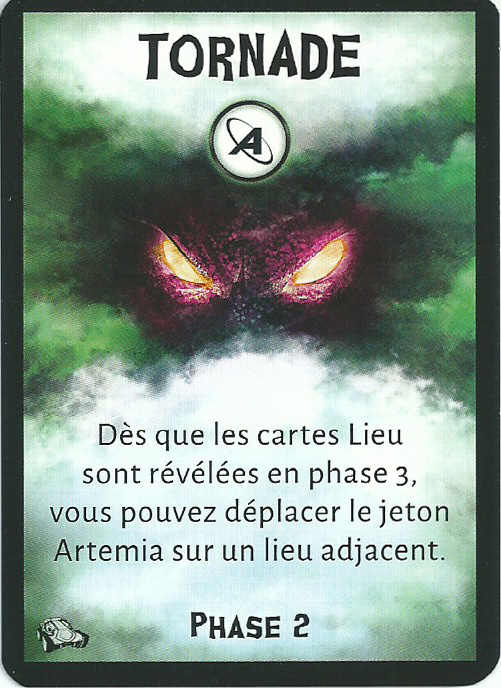 TORNADE
A
Dès que les cartes Lieu
sont révélées en phase 3,
vous pouvez déplacer le jeton
Artemia sur un lieu adjacent.
PHASE 2